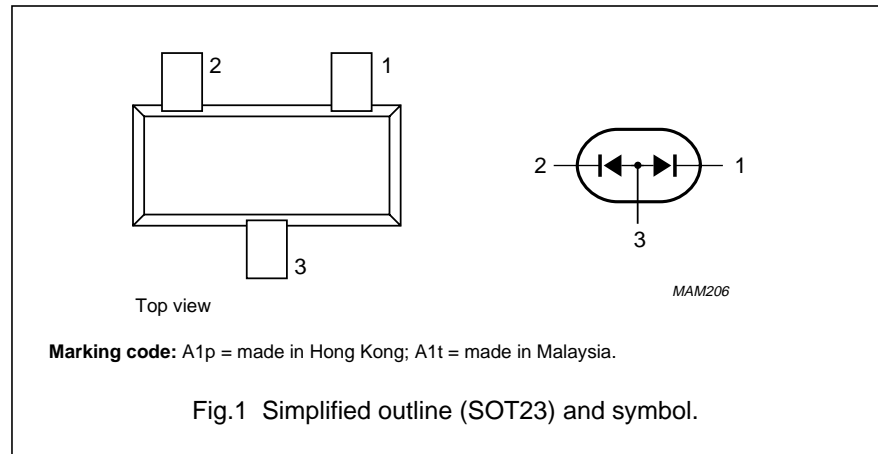 2
1
3
Top view
2
1
3
MAM206
Marking code: A1p = made in Hong Kong; A1t = made in Malaysia.
Fig.1 Simplified outline (SOT23) and symbol.